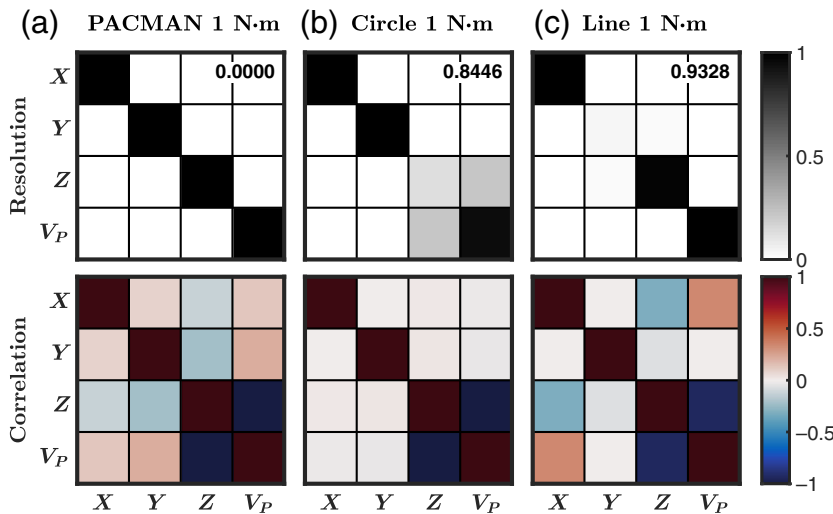 (a) PACMAN 1 N·m (b) Circle 1 N·m (c) Line 1 N·m
X 0.0000 0.8446 0.9328 1
Y
Resolution 0.5
Z
V_P 0
X 1
Y 0.5
Correlation 0
Z −0.5
V_P −1
X Y Z V_P X Y Z V_P X Y Z V_P